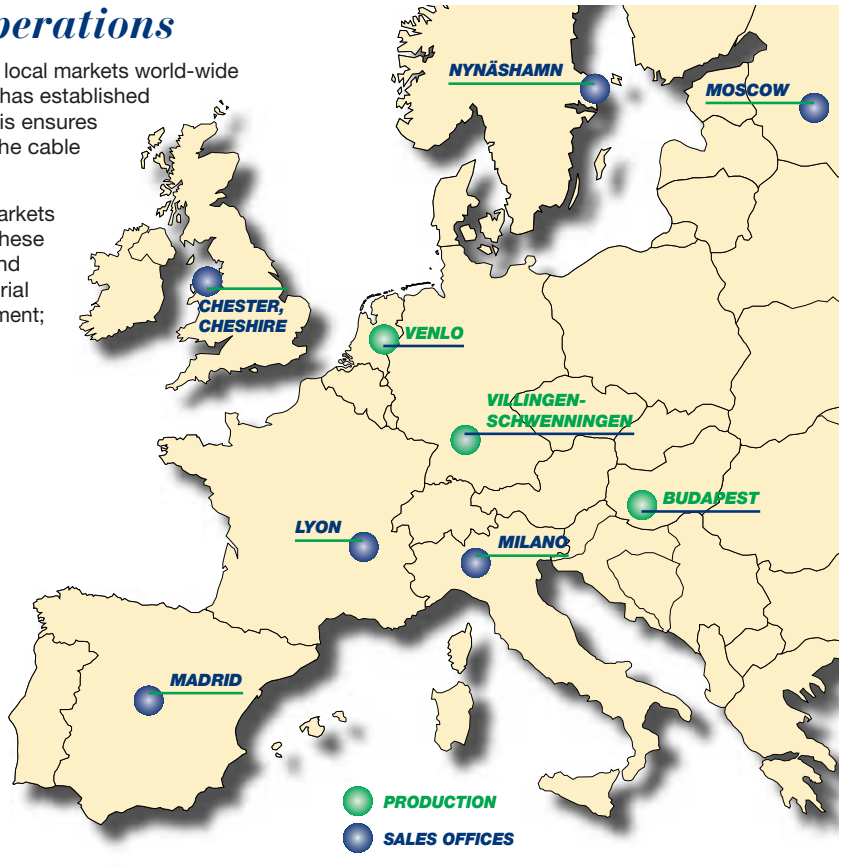 perations
local markets world-wide
has established
is ensures
he cable
arkets
hese
nd
rial
ment;
NYNÄSHAMN
MOSCOW
CHESTER,
CHESHIRE
VENLO
VILLINGEN-
SCHWENNINGEN
BUDAPEST
LYON
MILANO
MADRID
PRODUCTION
SALES OFFICES